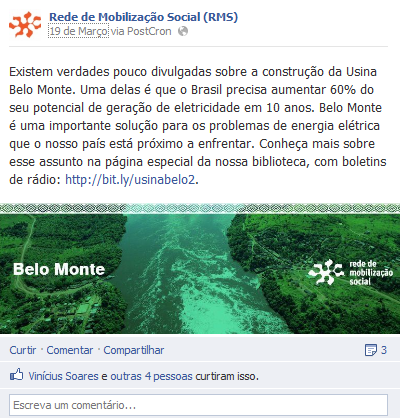 Rede de Mobilização Social (RMS)
19 de Março via PostCron
Existem verdades pouco divulgadas sobre a construção da Usina
Belo Monte. Uma delas é que o Brasil precisa aumentar 60% do
seu potencial de geração de eletricidade em 10 anos. Belo Monte
é uma importante solução para os problemas de energia elétrica
que o nosso país está próximo a enfrentar. Conheça mais sobre
esse assunto na página especial da nossa biblioteca, com boletins
de rádio: http://bit.ly/usinabelo2.
Belo Monte
rede de
mobilização
social
Curtir · Comentar · Compartilhar 3
Vinícius Soares e outras 4 pessoas curtiram isso.
Escreva um comentário...